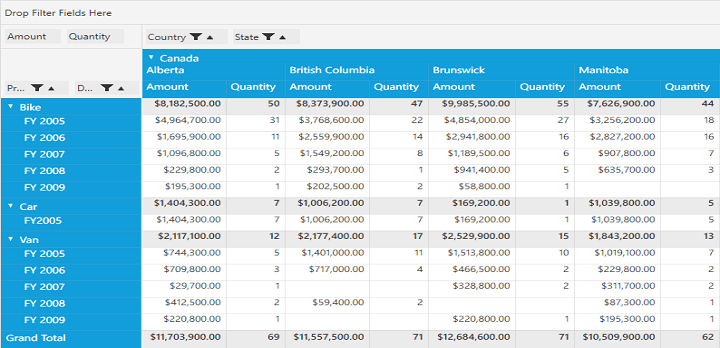 Drop Filter Fields Here
Amount Quantity Country State
Canada
Alberta British Columbia Brunswick Manitoba
Pr... D... Amount Quantity Amount Quantity Amount Quantity Amount Quantity
Bike $8,182,500.00 50 $8,373,900.00 47 $9,985,500.00 55 $7,626,900.00 44
FY 2005 $4,964,700.00 31 $3,768,600.00 22 $4,854,000.00 27 $3,256,200.00 18
FY 2006 $1,695,900.00 11 $2,559,900.00 14 $2,941,800.00 16 $2,827,200.00 16
FY 2007 $1,096,800.00 5 $1,549,200.00 8 $1,189,500.00 6 $907,800.00 7
FY 2008 $229,800.00 2 $293,700.00 1 $941,400.00 5 $635,700.00 3
FY 2009 $195,300.00 1 $202,500.00 2 $58,800.00 1
Car $1,404,300.00 7 $1,006,200.00 7 $169,200.00 1 $1,039,800.00 5
FY2005 $1,404,300.00 7 $1,006,200.00 7 $169,200.00 1 $1,039,800.00 5
Van $2,117,100.00 12 $2,177,400.00 17 $2,529,900.00 15 $1,843,200.00 13
FY 2005 $744,300.00 5 $1,401,000.00 11 $1,513,800.00 10 $1,019,100.00 7
FY 2006 $709,800.00 3 $717,000.00 4 $466,500.00 2 $229,800.00 2
FY 2007 $29,700.00 1 $328,800.00 2 $311,700.00 2
FY 2008 $412,500.00 2 $59,400.00 2 $87,300.00 1
FY 2009 $220,800.00 1 $220,800.00 1 $195,300.00 1
Grand Total $11,703,900.00 69 $11,557,500.00 71 $12,684,600.00 71 $10,509,900.00 62